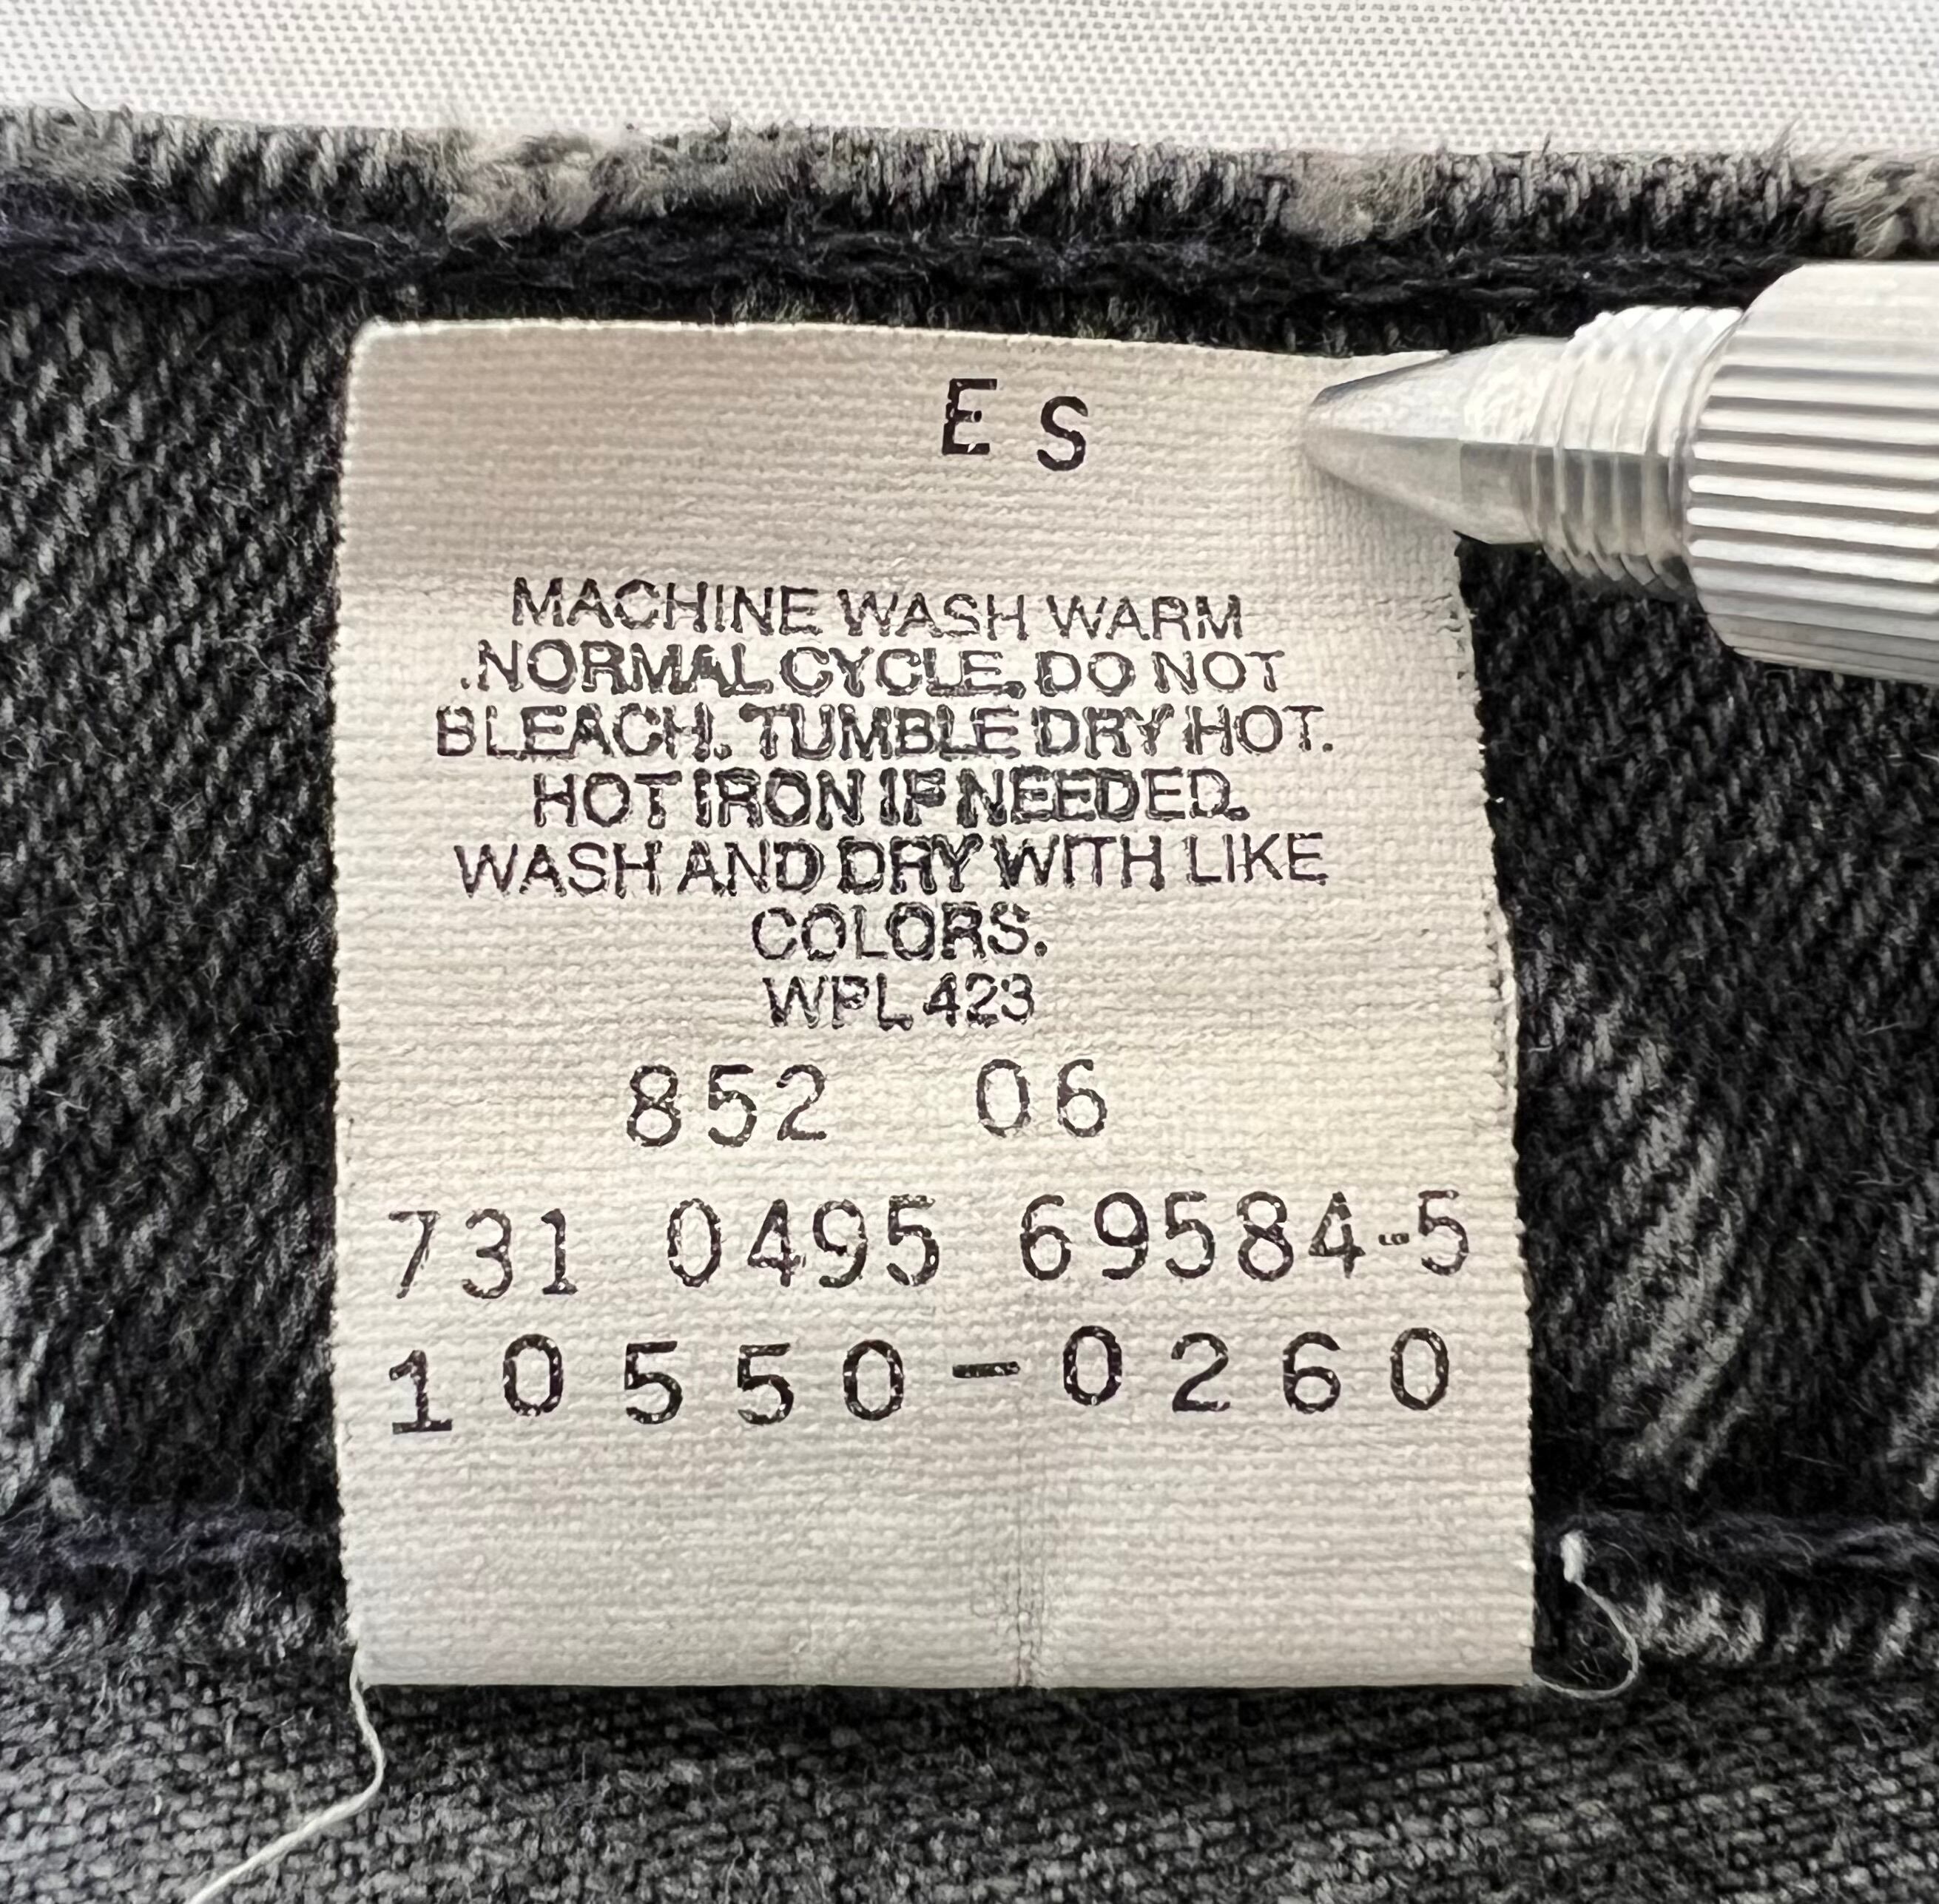 E S
MACHINE WASH WARM
.NORMAL CYCLE. DO NOT
BLEACH. TUMBLE DRY HOT.
HOT IRON IF NEEDED.
WASH AND DRY WITH LIKE
COLORS.
WPL 423
852 06
731 0495 69584-5
10550-0260